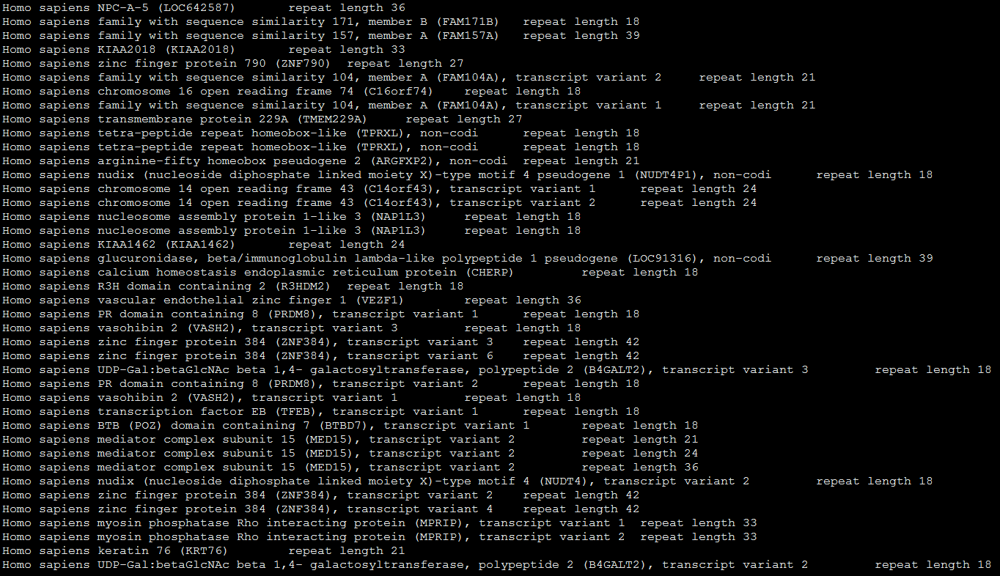 Homo sapiens NPC-A-5 (LOC642587) repeat length 36
Homo sapiens family with sequence similarity 171, member B (FAM171B) repeat length 18
Homo sapiens family with sequence similarity 157, member A (FAM157A) repeat length 39
Homo sapiens KIAA2018 (KIAA2018) repeat length 33
Homo sapiens zinc finger protein 790 (ZNF790) repeat length 27
Homo sapiens family with sequence similarity 104, member A (FAM104A), transcript variant 2 repeat length 21
Homo sapiens chromosome 16 open reading frame 74 (C16orf74) repeat length 18
Homo sapiens family with sequence similarity 104, member A (FAM104A), transcript variant 1 repeat length 21
Homo sapiens transmembrane protein 229A (TMEM229A) repeat length 27
Homo sapiens tetra-peptide repeat homeobox-like (TPRXL), non-codi repeat length 18
Homo sapiens tetra-peptide repeat homeobox-like (TPRXL), non-codi repeat length 18
Homo sapiens arginine-fifty homeobox pseudogene 2 (ARGFXP2), non-codi repeat length 21
Homo sapiens nudix (nucleoside diphosphate linked moiety X)-type motif 4 pseudogene 1 (NUDT4P1), non-codi repeat length 18
Homo sapiens chromosome 14 open reading frame 43 (C14orf43), transcript variant 1 repeat length 24
Homo sapiens chromosome 14 open reading frame 43 (C14orf43), transcript variant 2 repeat length 24
Homo sapiens nucleosome assembly protein 1-like 3 (NAP1L3) repeat length 18
Homo sapiens nucleosome assembly protein 1-like 3 (NAP1L3) repeat length 18
Homo sapiens KIAA1462 (KIAA1462) repeat length 24
Homo sapiens glucuronidase, beta/immunoglobulin lambda-like polypeptide 1 pseudogene (LOC91316), non-codi repeat length 39
Homo sapiens calcium homeostasis endoplasmic reticulum protein (CHERP) repeat length 18
Homo sapiens R3H domain containing 2 (R3HDM2) repeat length 18
Homo sapiens vascular endothelial zinc finger 1 (VEZF1) repeat length 36
Homo sapiens PR domain containing 8 (PRDM8), transcript variant 1 repeat length 18
Homo sapiens vasohibin 2 (VASH2), transcript variant 3 repeat length 18
Homo sapiens zinc finger protein 384 (ZNF384), transcript variant 3 repeat length 42
Homo sapiens zinc finger protein 384 (ZNF384), transcript variant 6 repeat length 42
Homo sapiens UDP-Gal:betaGlcNAc beta 1,4- galactosyltransferase, polypeptide 2 (B4GALT2), transcript variant 3 repeat length 18
Homo sapiens PR domain containing 8 (PRDM8), transcript variant 2 repeat length 18
Homo sapiens vasohibin 2 (VASH2), transcript variant 1 repeat length 18
Homo sapiens transcription factor EB (TFEB), transcript variant 1 repeat length 18
Homo sapiens BTB (POZ) domain containing 7 (BTBD7), transcript variant 1 repeat length 18
Homo sapiens mediator complex subunit 15 (MED15), transcript variant 2 repeat length 21
Homo sapiens mediator complex subunit 15 (MED15), transcript variant 2 repeat length 24
Homo sapiens mediator complex subunit 15 (MED15), transcript variant 2 repeat length 36
Homo sapiens nudix (nucleoside diphosphate linked moiety X)-type motif 4 (NUDT4), transcript variant 2 repeat length 18
Homo sapiens zinc finger protein 384 (ZNF384), transcript variant 2 repeat length 42
Homo sapiens zinc finger protein 384 (ZNF384), transcript variant 4 repeat length 42
Homo sapiens myosin phosphatase Rho interacting protein (MPRIP), transcript variant 1 repeat length 33
Homo sapiens myosin phosphatase Rho interacting protein (MPRIP), transcript variant 2 repeat length 33
Homo sapiens keratin 76 (KRT76) repeat length 21
Homo sapiens UDP-Gal:betaGlcNAc beta 1,4- galactosyltransferase, polypeptide 2 (B4GALT2), transcript variant 2 repeat length 18